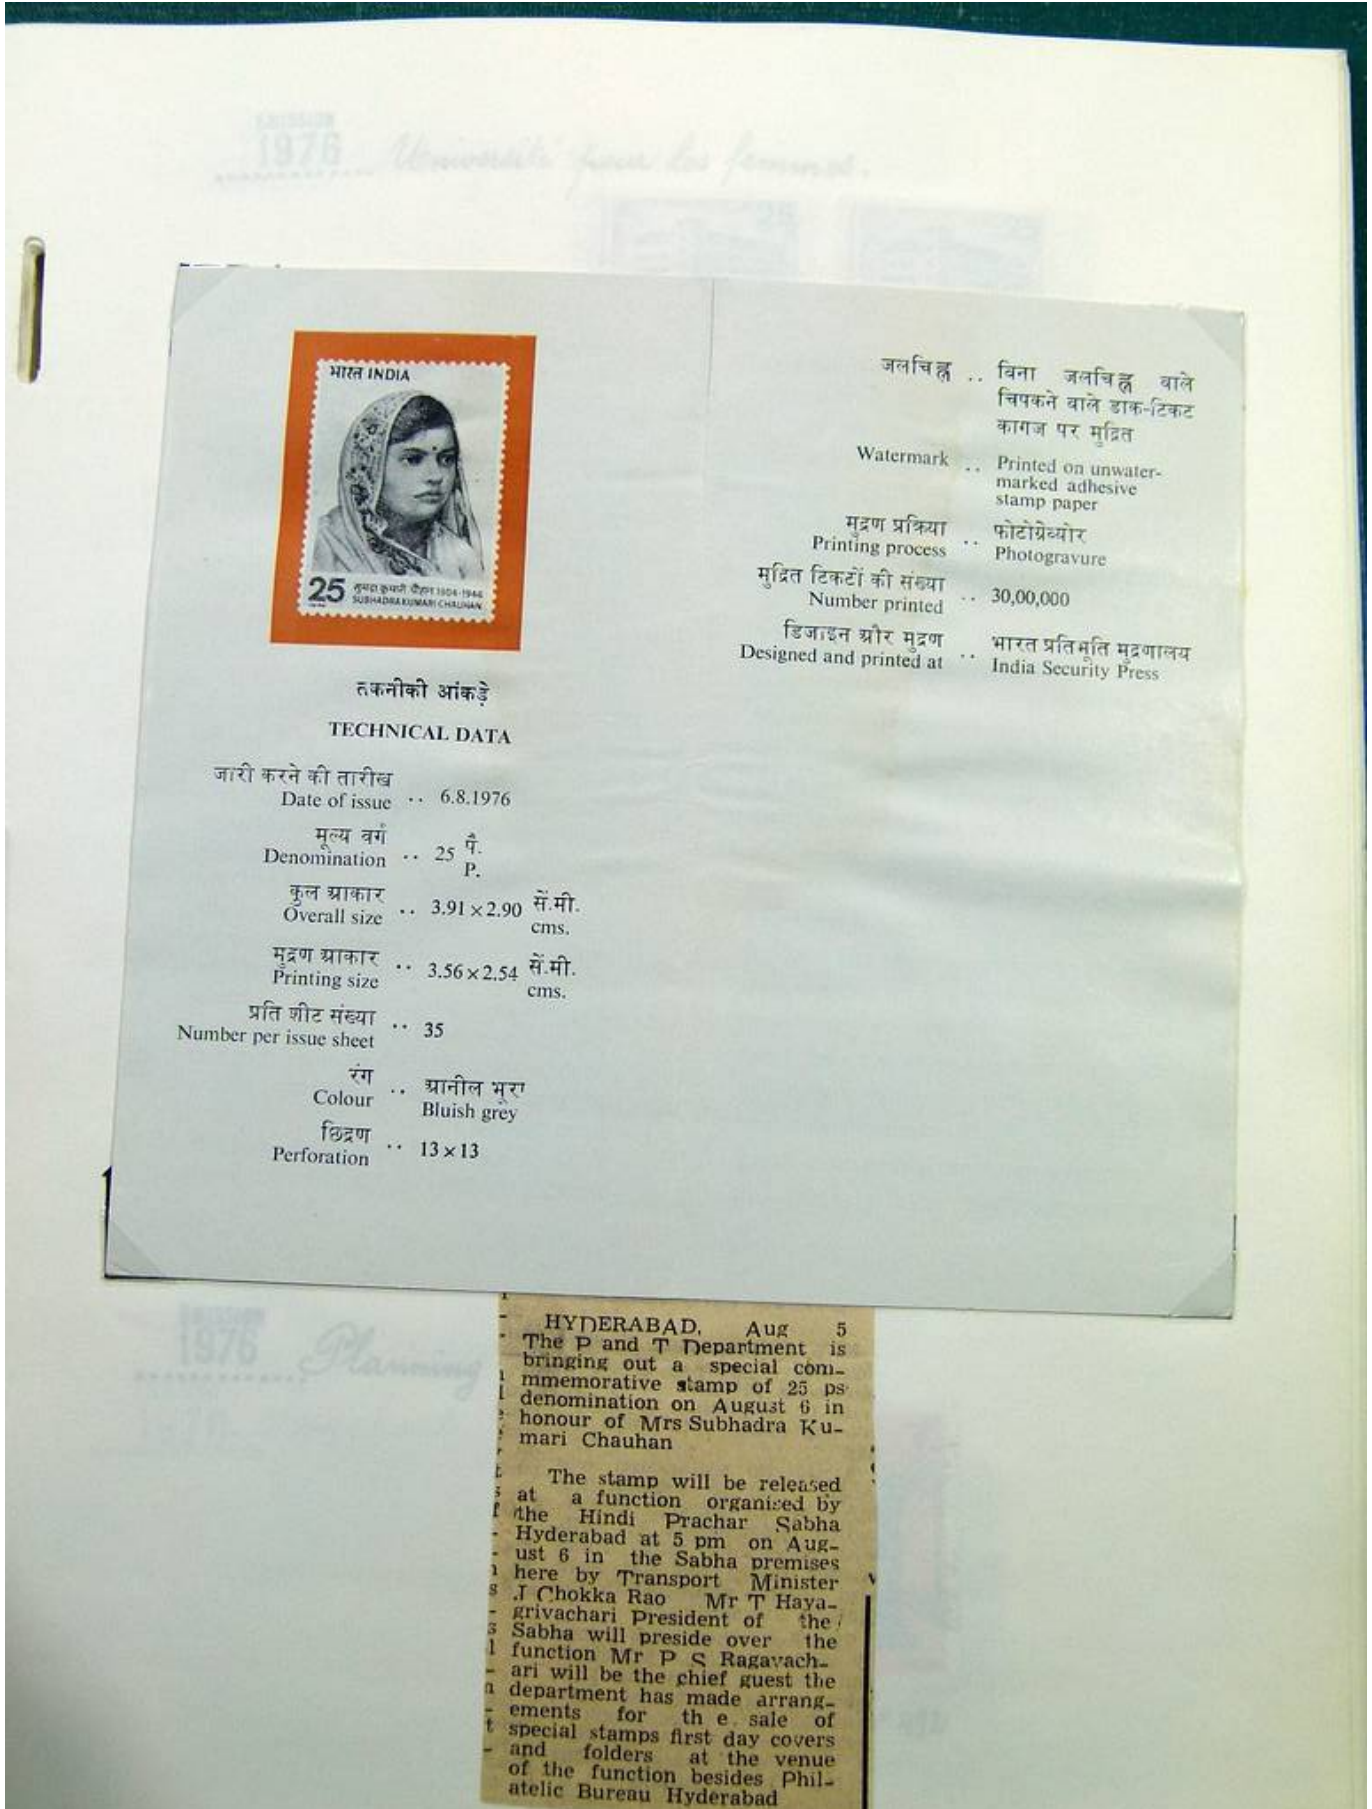 EMISSION
1976 Université pour les femmes.
भारत INDIA
25 सुभद्रा कुमारी चौहान 1904-1948
SUBHADRA KUMARI CHAUHAN
तकनीकी आंकड़े
TECHNICAL DATA
जारी करने की तारीख
Date of issue .. 6.8.1976
मूल्य वर्ग
Denomination .. 25 पै.
P.
कुल आकार
Overall size .. 3.91 × 2.90 सें.मी.
cms.
मुद्रण आकार
Printing size .. 3.56 × 2.54 सें.मी.
cms.
प्रति शीट संख्या
Number per issue sheet .. 35
रंग .. आनील भूरा
Colour Bluish grey
छिद्रण
Perforation .. 13 × 13
जलचिह्न .. बिना जलचिह्न वाले
चिपकने वाले डाक-टिकट
कागज पर मुद्रित
Watermark .. Printed on unwater-
marked adhesive
stamp paper
मुद्रण प्रक्रिया .. फोटोग्रेव्योर
Printing process Photogravure
मुद्रित टिकटों की संख्या
Number printed .. 30,00,000
डिजाइन और मुद्रण .. भारत प्रतिभूति मुद्रणालय
Designed and printed at India Security Press
EMISSION
1976 Planning
HYDERABAD, Aug 5
The P and T Department is
bringing out a special com-
mmemorative stamp of 25 ps
denomination on August 6 in
honour of Mrs Subhadra Ku-
mari Chauhan
The stamp will be released
at a function organised by
the Hindi Prachar Sabha
Hyderabad at 5 pm on Aug-
ust 6 in the Sabha premises
here by Transport Minister
J Chokka Rao Mr T Haya-
grivachari President of the
Sabha will preside over the
function Mr P S Ragavach-
ari will be the chief guest the
department has made arrang-
ements for th e sale of
special stamps first day covers
and folders at the venue
of the function besides Phil-
atelic Bureau Hyderabad